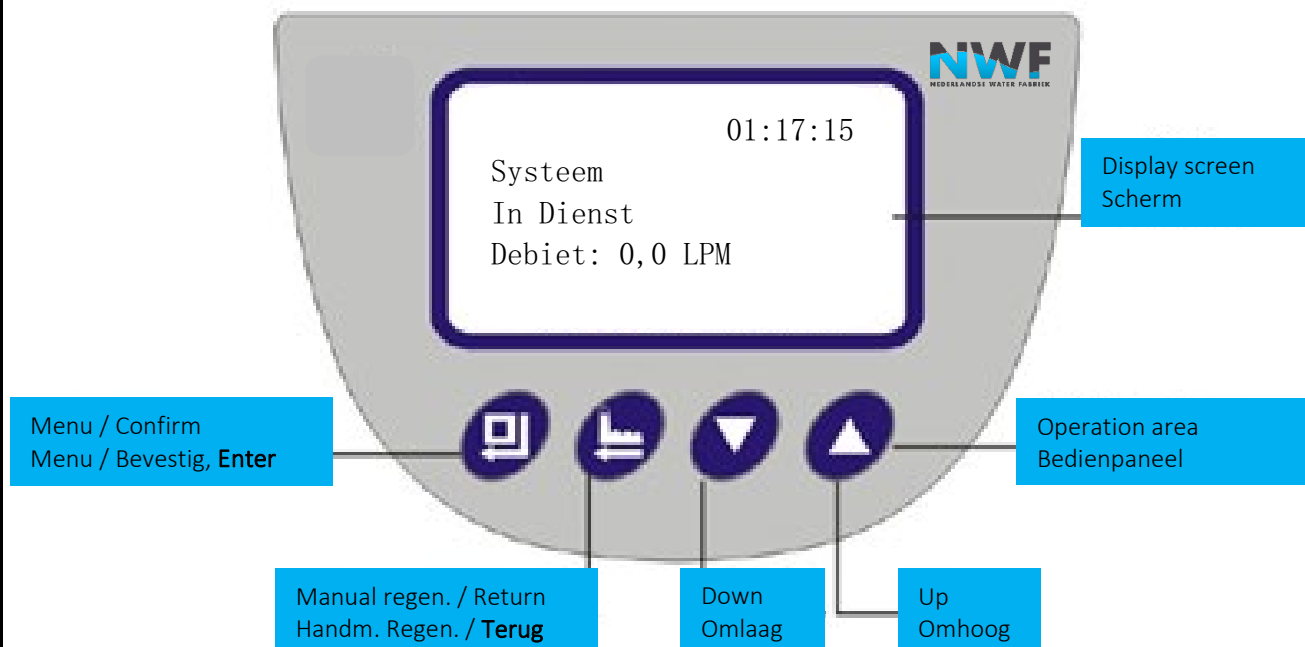 NWF
NEDERLANDSE WATER FABRIEK
01:17:15
Systeem
In Dienst
Debiet: 0,0 LPM
Display screen
Scherm
Menu / Confirm
Menu / Bevestig, Enter
Operation area
Bedienpaneel
Manual regen. / Return
Handm. Regen. / Terug
Down
Omlaag
Up
Omhoog